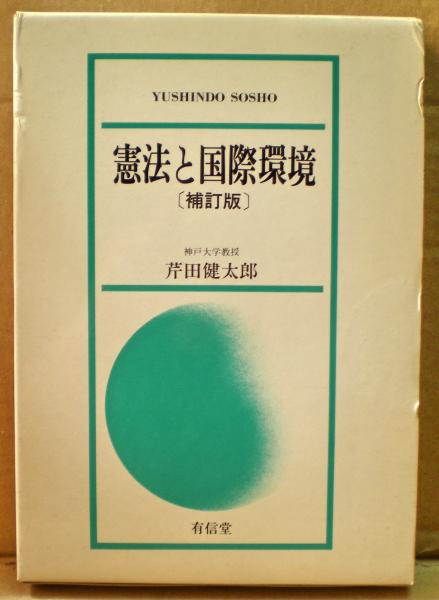 YUSHINDO SOSHO
憲法と国際環境
〔補訂版〕
神戸大学教授
芹田健太郎
有信堂